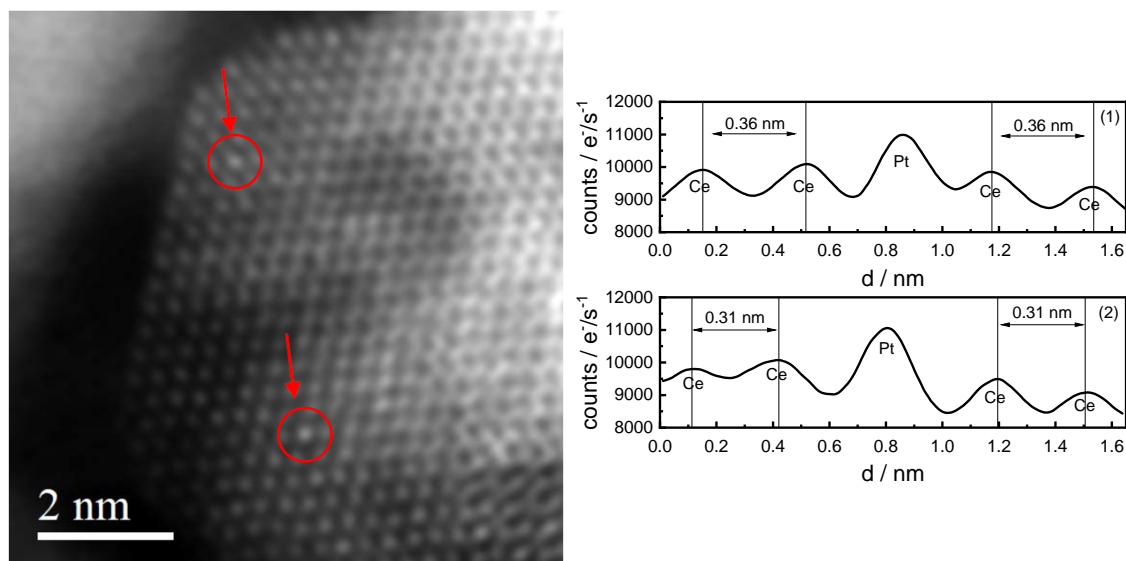 2 nm
counts / e⁻/s⁻¹
12000
11000
10000
9000
8000
0.36 nm
0.36 nm
(1)
Ce
Ce
Pt
Ce
Ce
0.0 0.2 0.4 0.6 0.8 1.0 1.2 1.4 1.6
d / nm
counts / e⁻/s⁻¹
12000
11000
10000
9000
8000
0.31 nm
0.31 nm
(2)
Ce
Ce
Pt
Ce
Ce
0.0 0.2 0.4 0.6 0.8 1.0 1.2 1.4 1.6
d / nm